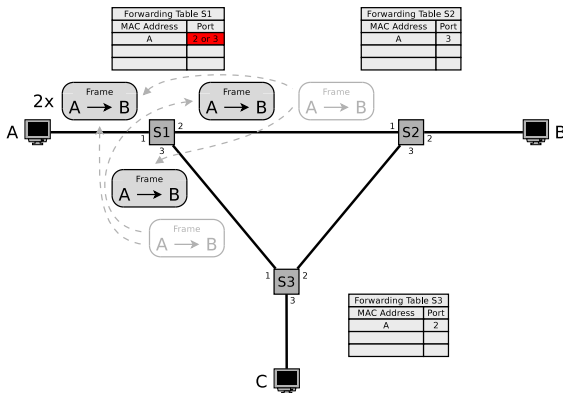 Forwarding Table S1
MAC Address Port
A 2 or 3
Forwarding Table S2
MAC Address Port
A 3
2x
Frame
A → B
Frame
A → B
Frame
A → B
A
1
S1
2
3
1
S2
2
3
B
Frame
A → B
Frame
A → B
1
S3
2
3
Forwarding Table S3
MAC Address Port
A 2
C